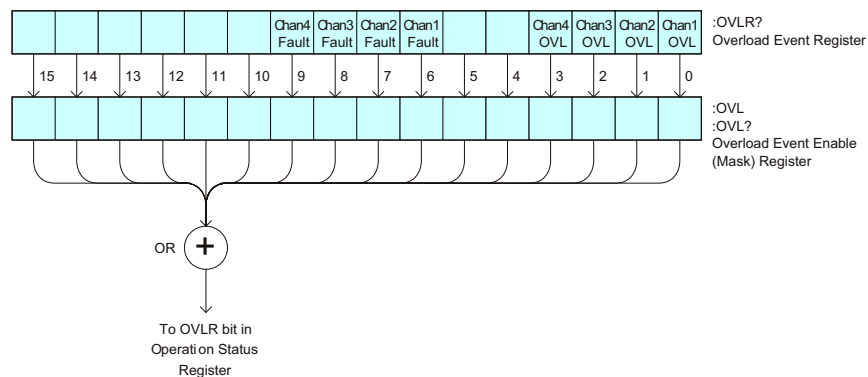 Chan4 Chan3 Chan2 Chan1 Chan4 Chan3 Chan2 Chan1
Fault Fault Fault Fault OVL OVL OVL OVL
:OVLR?
Overload Event Register
15 14 13 12 11 10 9 8 7 6 5 4 3 2 1 0
:OVL
:OVL?
Overload Event Enable
(Mask) Register
OR +
To OVLR bit in
Operation Status
Register